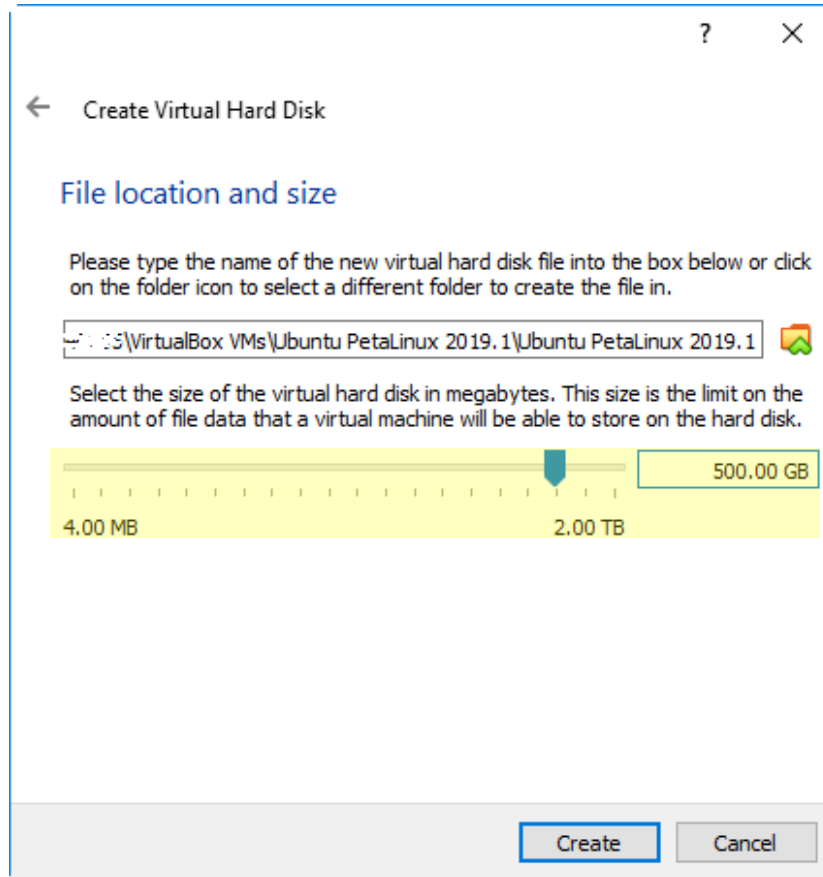 ?
Create Virtual Hard Disk
File location and size
Please type the name of the new virtual hard disk file into the box below or click
on the folder icon to select a different folder to create the file in.
\VirtualBox VMs\Ubuntu PetaLinux 2019.1\Ubuntu PetaLinux 2019.1
Select the size of the virtual hard disk in megabytes. This size is the limit on the
amount of file data that a virtual machine will be able to store on the hard disk.
500.00 GB
4.00 MB 2.00 TB
Create Cancel